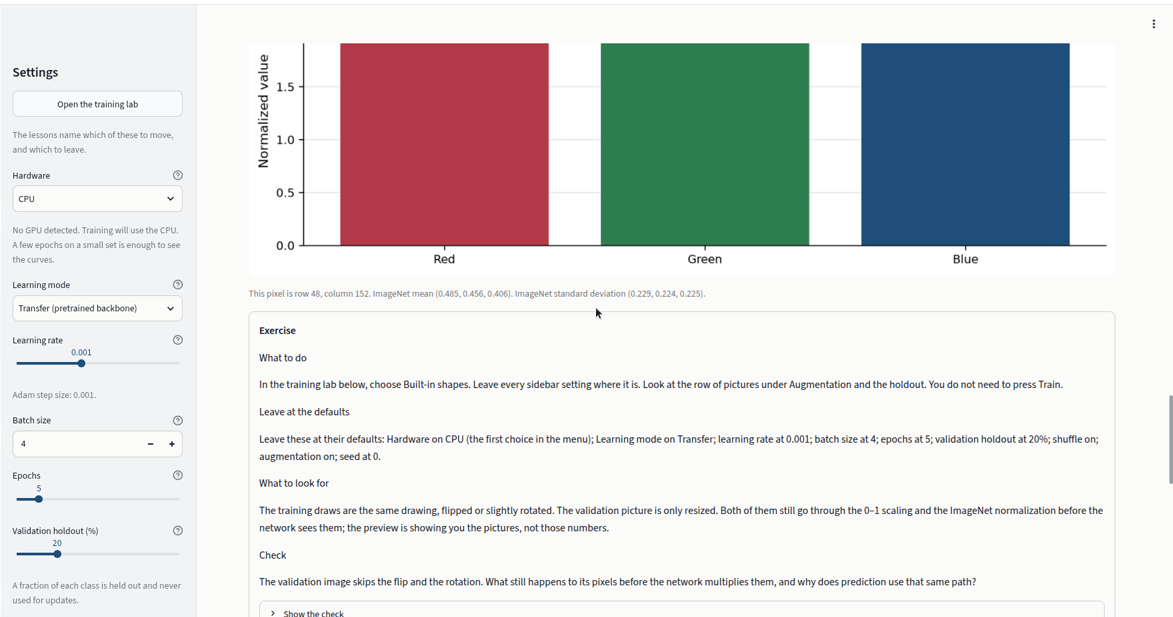 Settings
Open the training lab
The lessons name which of these to move,
and which to leave.
Hardware
CPU
No GPU detected. Training will use the CPU.
A few epochs on a small set is enough to see
the curves.
Learning mode
Transfer (pretrained backbone)
Learning rate
0.001
Adam step size: 0.001.
Batch size
4
Epochs
5
Validation holdout (%)
20
A fraction of each class is held out and never
used for updates.
Normalized value
1.5
1.0
0.5
0.0
Red Green Blue
This pixel is row 48, column 152. ImageNet mean (0.485, 0.456, 0.406). ImageNet standard deviation (0.229, 0.224, 0.225).
Exercise
What to do
In the training lab below, choose Built-in shapes. Leave every sidebar setting where it is. Look at the row of pictures under Augmentation and the holdout. You do not need to press Train.
Leave at the defaults
Leave these at their defaults: Hardware on CPU (the first choice in the menu); Learning mode on Transfer; learning rate at 0.001; batch size at 4; epochs at 5; validation holdout at 20%; shuffle on;
augmentation on; seed at 0.
What to look for
The training draws are the same drawing, flipped or slightly rotated. The validation picture is only resized. Both of them still go through the 0–1 scaling and the ImageNet normalization before the
network sees them; the preview is showing you the pictures, not those numbers.
Check
The validation image skips the flip and the rotation. What still happens to its pixels before the network multiplies them, and why does prediction use that same path?
Show the check